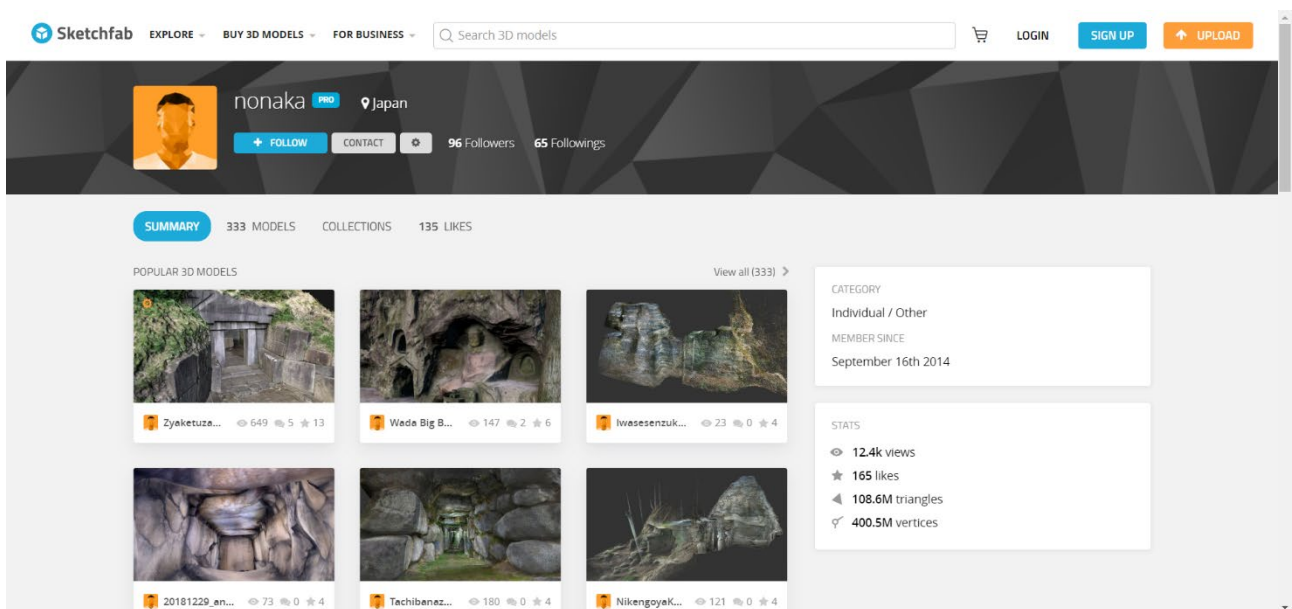 Sketchfab EXPLORE BUY 3D MODELS FOR BUSINESS Search 3D models LOGIN SIGN UP UPLOAD
nonaka PRO Japan
+ FOLLOW CONTACT 96 Followers 65 Followings
SUMMARY 333 MODELS COLLECTIONS 135 LIKES
POPULAR 3D MODELS View all (333)
Zyaketuza... 649 5 13
Wada Big B... 147 2 6
Iwasesenzuk... 23 0 4
20181229_an... 73 0 4
Tachibanaz... 180 0 4
NikengoyaK... 121 0 4
CATEGORY
Individual / Other
MEMBER SINCE
September 16th 2014
STATS
12.4k views
165 likes
108.6M triangles
400.5M vertices